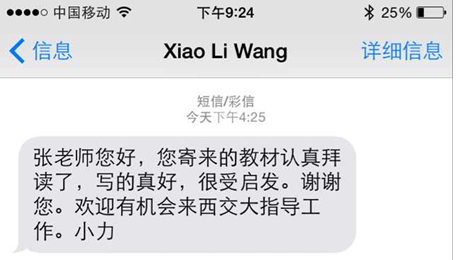 中国移动 下午9:24 25%
信息 Xiao Li Wang 详细信息
短信/彩信
今天下午4:25
张老师您好，您寄来的教材认真拜
读了，写的真好，很受启发。谢谢
您。欢迎有机会来西交大指导工
作。小力